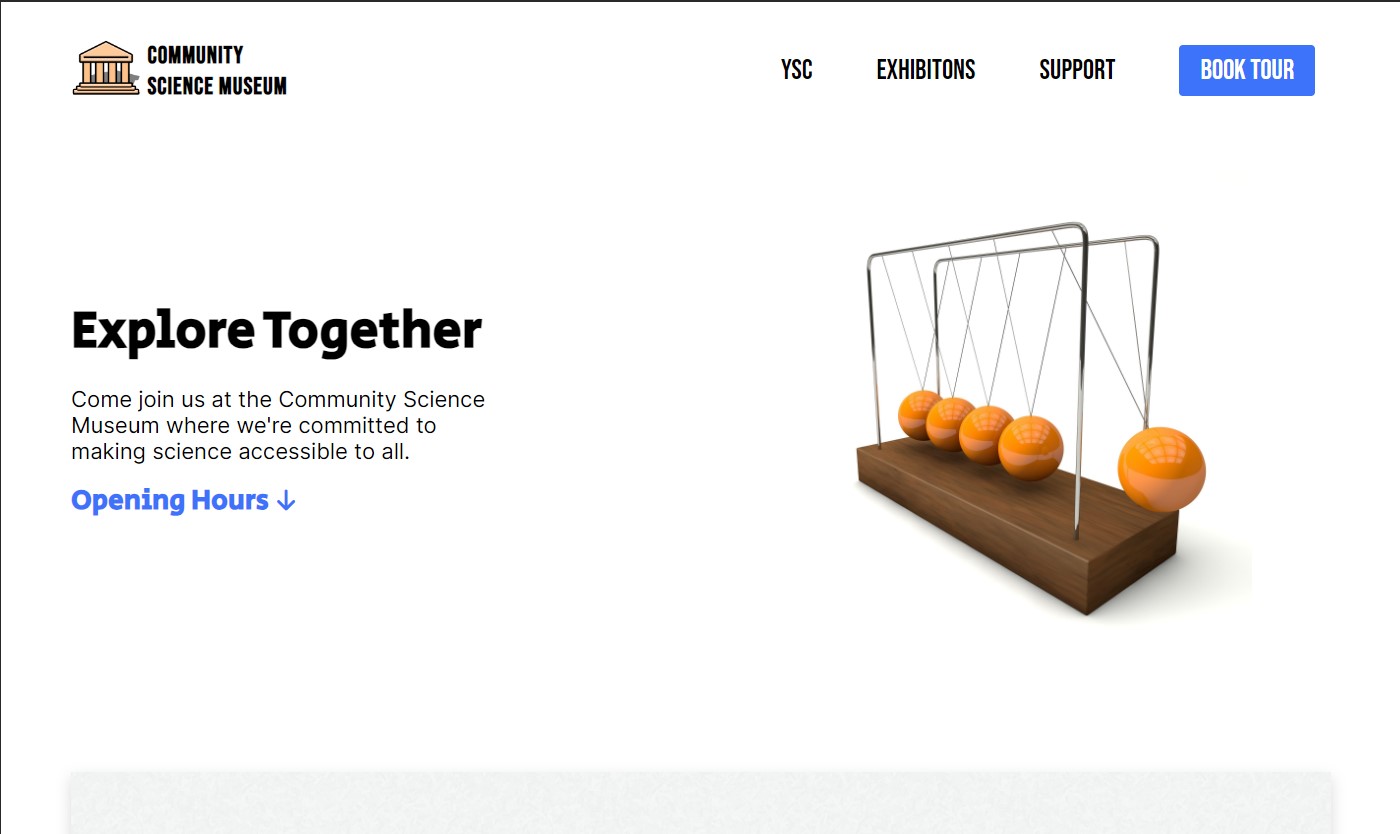 COMMUNITY
SCIENCE MUSEUM
YSC
EXHIBITONS
SUPPORT
BOOK TOUR
Explore Together
Come join us at the Community Science
Museum where we're committed to
making science accessible to all.
Opening Hours ↓